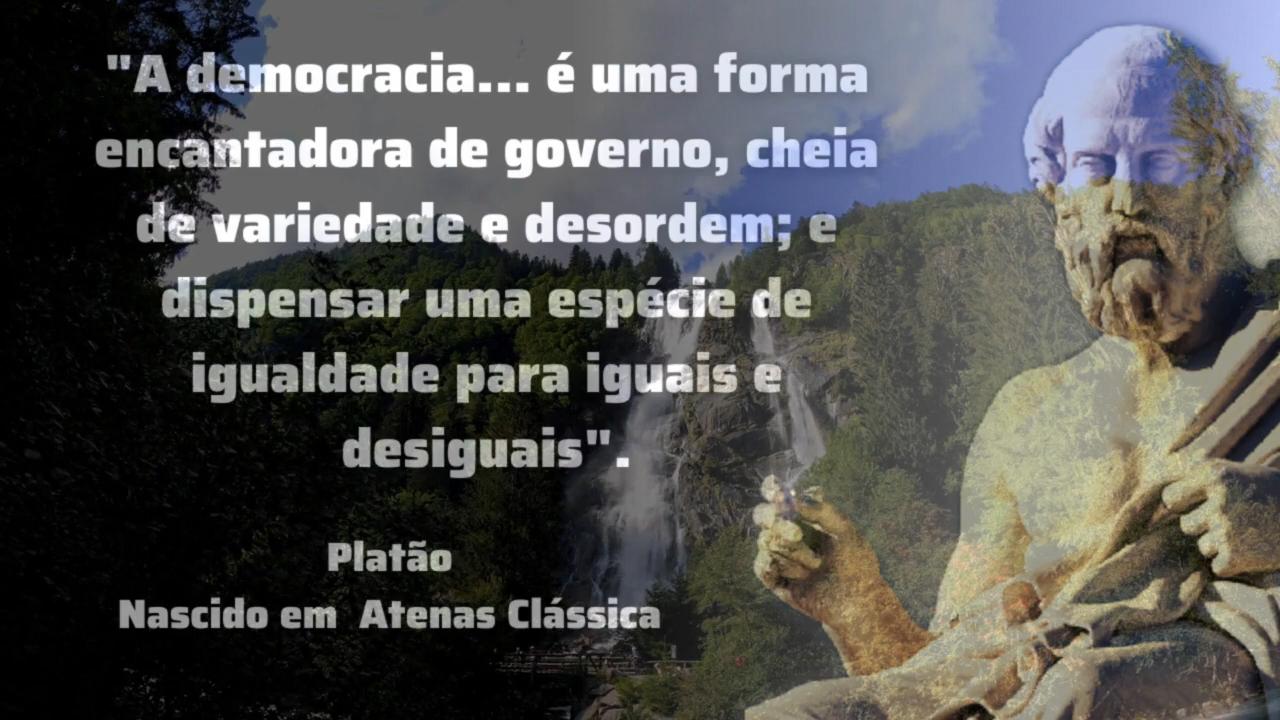 "A democracia... é uma forma
encantadora de governo, cheia
de variedade e desordem; e
dispensar uma espécie de
igualdade para iguais e
desiguais".
Platão
Nascido em  Atenas Clássica